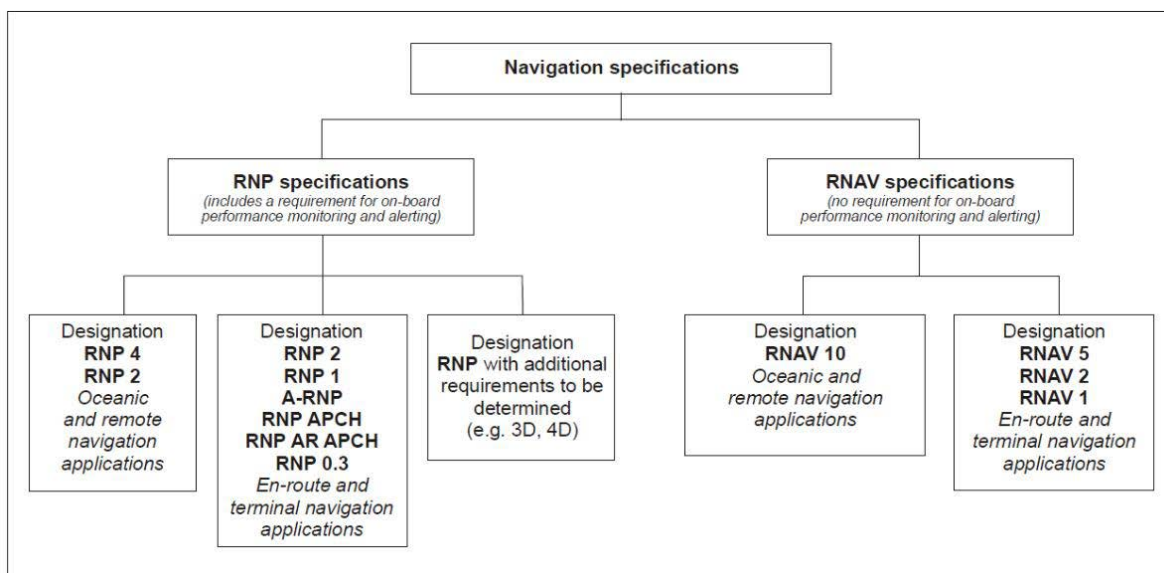 Navigation specifications
RNP specifications
(includes a requirement for on-board
performance monitoring and alerting)
RNAV specifications
(no requirement for on-board
performance monitoring and alerting)
Designation
RNP 4
RNP 2
Oceanic
and remote
navigation
applications
Designation
RNP 2
RNP 1
A-RNP
RNP APCH
RNP AR APCH
RNP 0.3
En-route and
terminal navigation
applications
Designation
RNP with additional
requirements to be
determined
(e.g. 3D, 4D)
Designation
RNAV 10
Oceanic and
remote navigation
applications
Designation
RNAV 5
RNAV 2
RNAV 1
En-route and
terminal navigation
applications